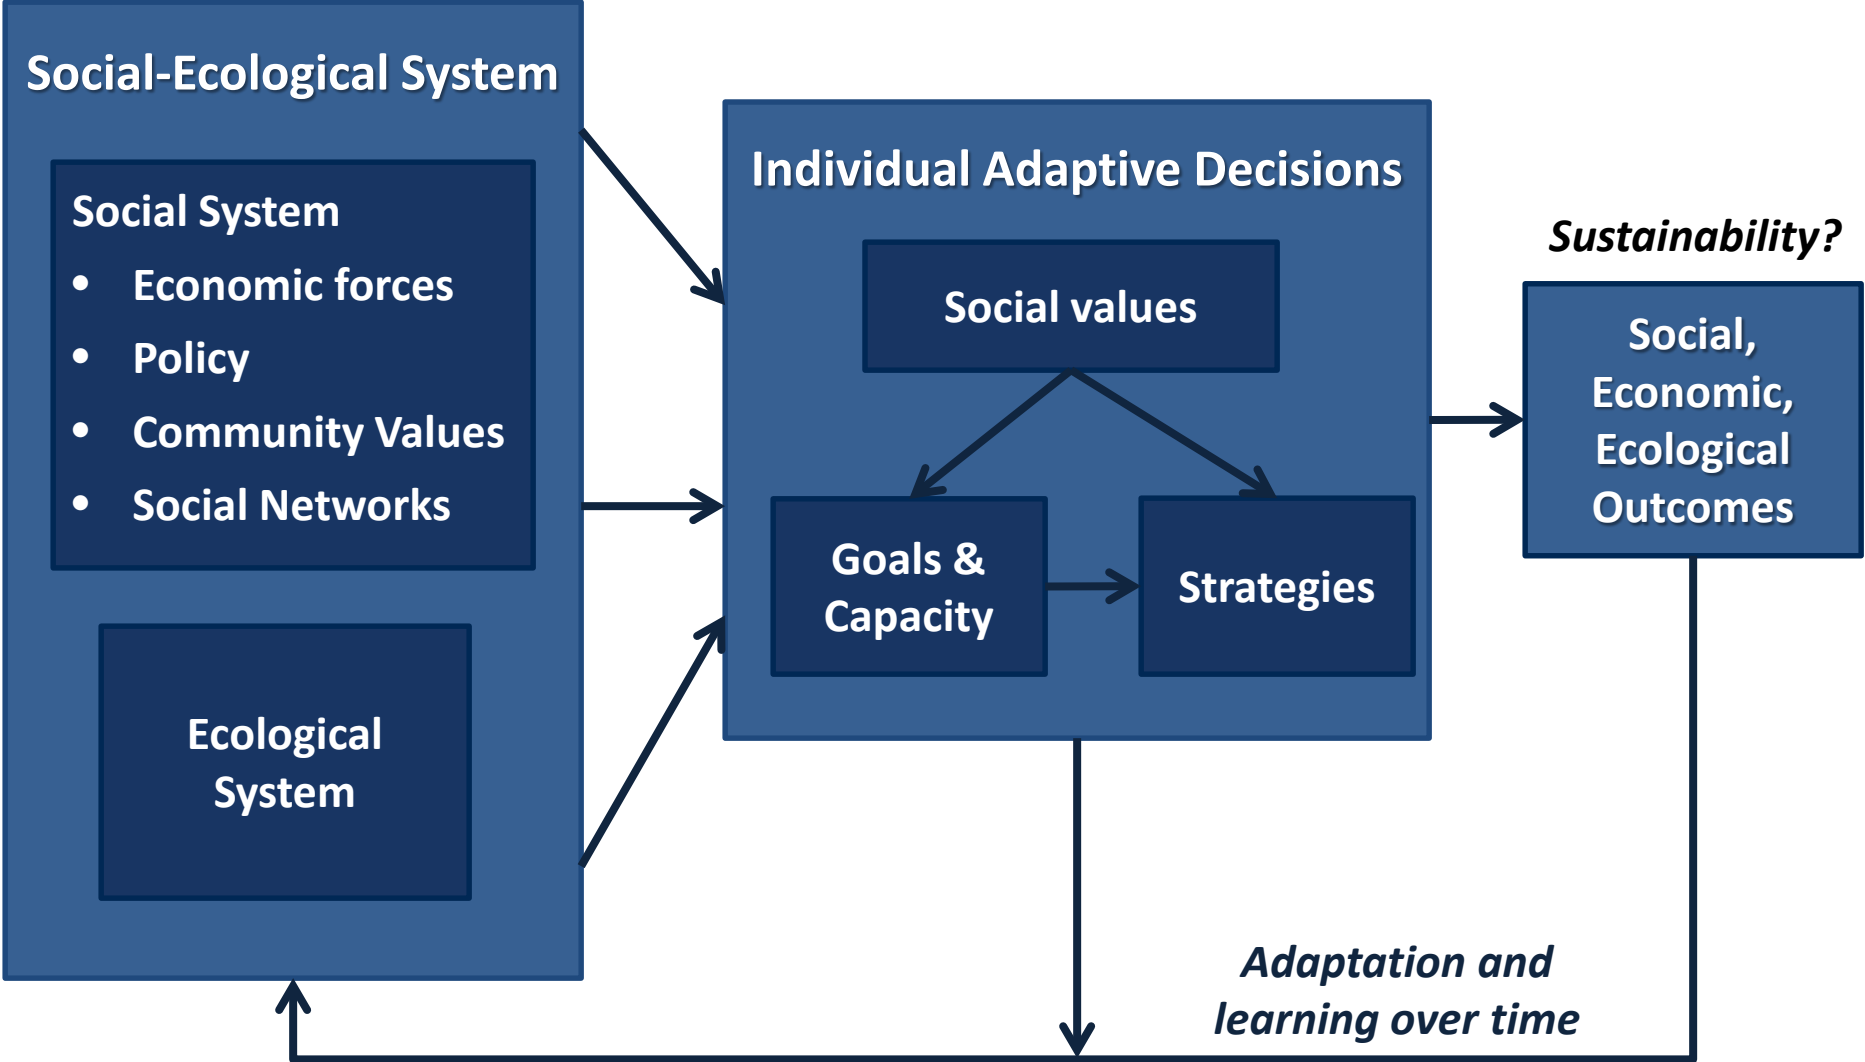 Social-Ecological System
Social System
• Economic forces
• Policy
• Community Values
• Social Networks
Ecological
System
Individual Adaptive Decisions
Social values
Goals &
Capacity
Strategies
Sustainability?
Social,
Economic,
Ecological
Outcomes
Adaptation and
learning over time